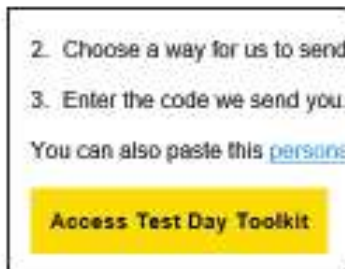 2. Choose a way for us to send
3. Enter the code we send you.
You can also paste this
Access Test Day Toolkit